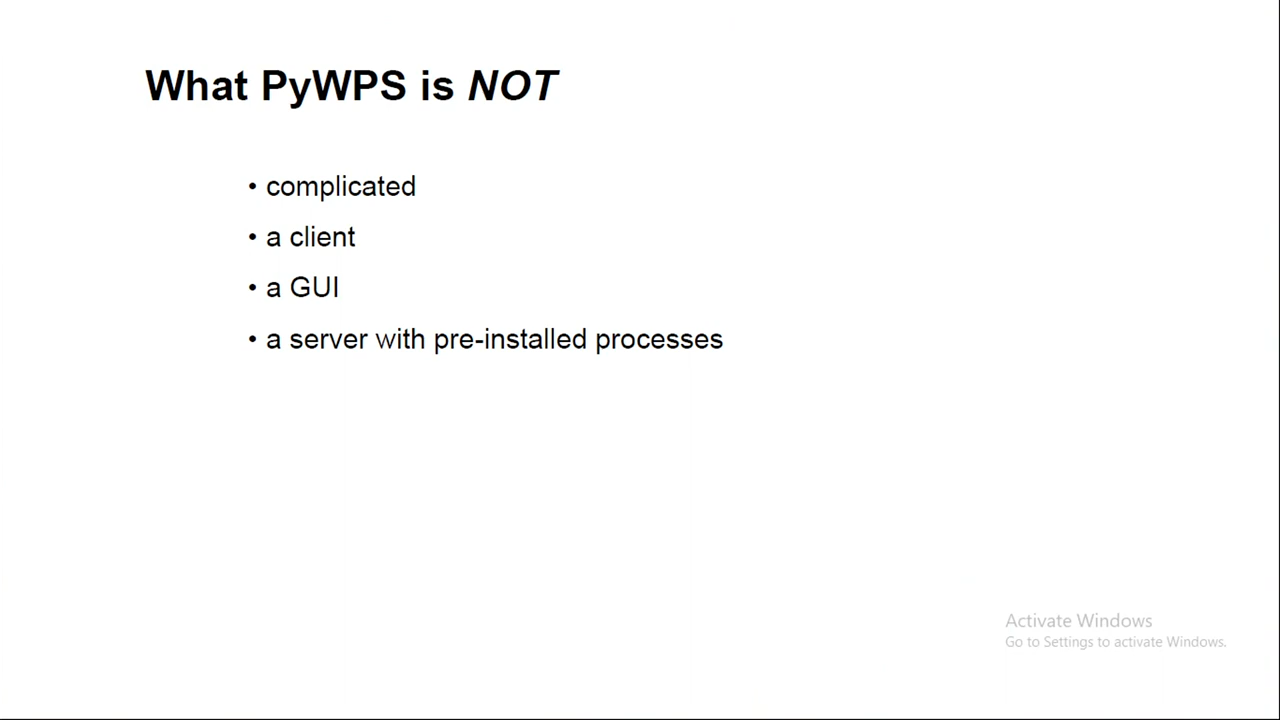 What PyWPS is NOT
• complicated
• a client
• a GUI
• a server with pre-installed processes
Activate Windows
Go to Settings to activate Windows.